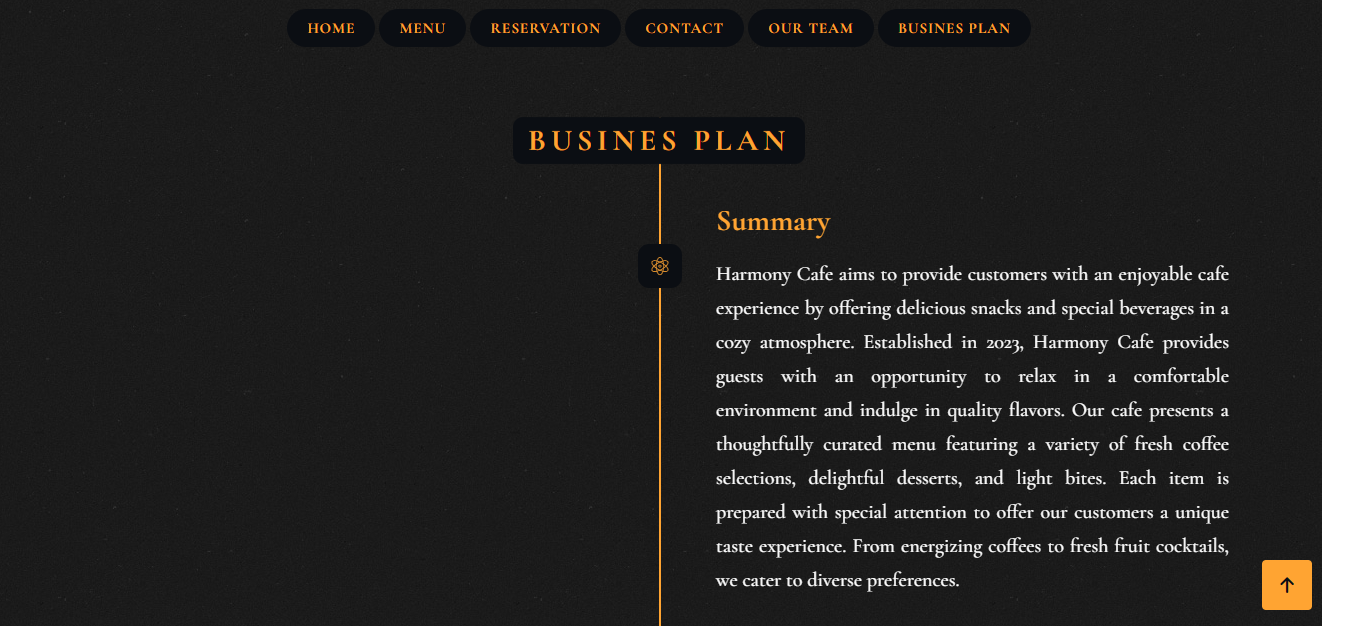 HOME MENU RESERVATION CONTACT OUR TEAM BUSINES PLAN
BUSINES PLAN
Summary
Harmony Cafe aims to provide customers with an enjoyable cafe
experience by offering delicious snacks and special beverages in a
cozy atmosphere. Established in 2023, Harmony Cafe provides
guests with an opportunity to relax in a comfortable
environment and indulge in quality flavors. Our cafe presents a
thoughtfully curated menu featuring a variety of fresh coffee
selections, delightful desserts, and light bites. Each item is
prepared with special attention to offer our customers a unique
taste experience. From energizing coffees to fresh fruit cocktails,
we cater to diverse preferences.